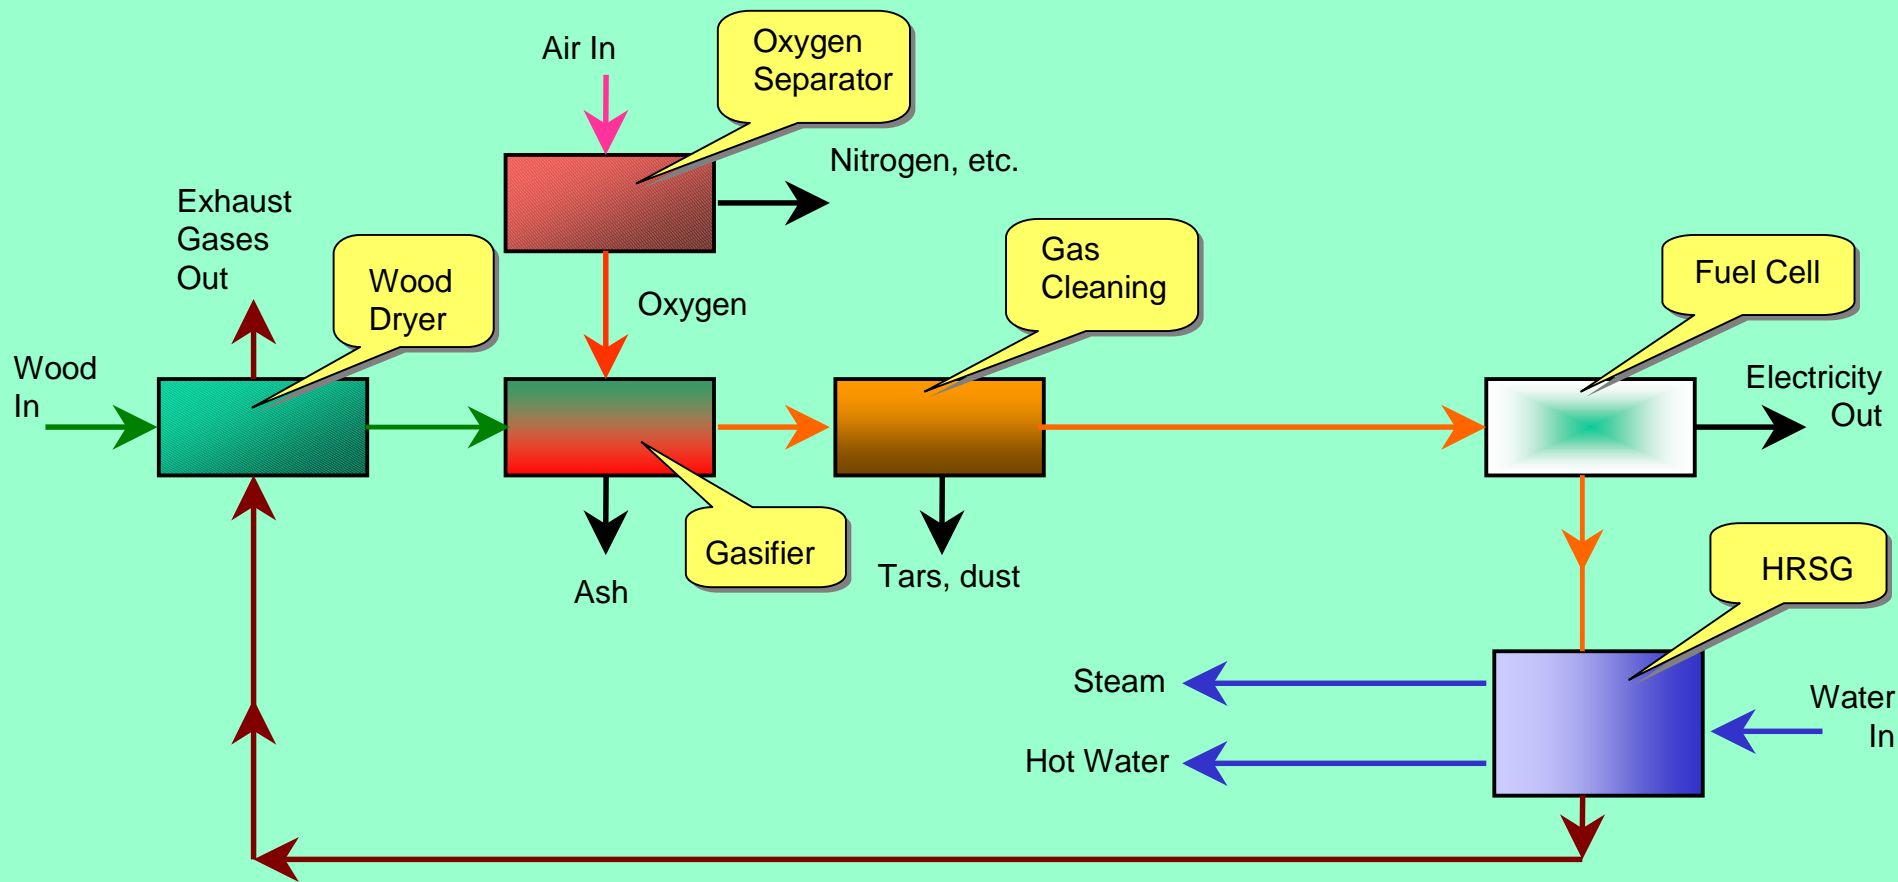 Air In
Oxygen
Separator
Nitrogen, etc.
Exhaust
Gases
Out
Wood
Dryer
Oxygen
Gas
Cleaning
Fuel Cell
Wood
In
Electricity
Out
Gasifier
Ash
Tars, dust
HRSG
Steam
Hot Water
Water
In